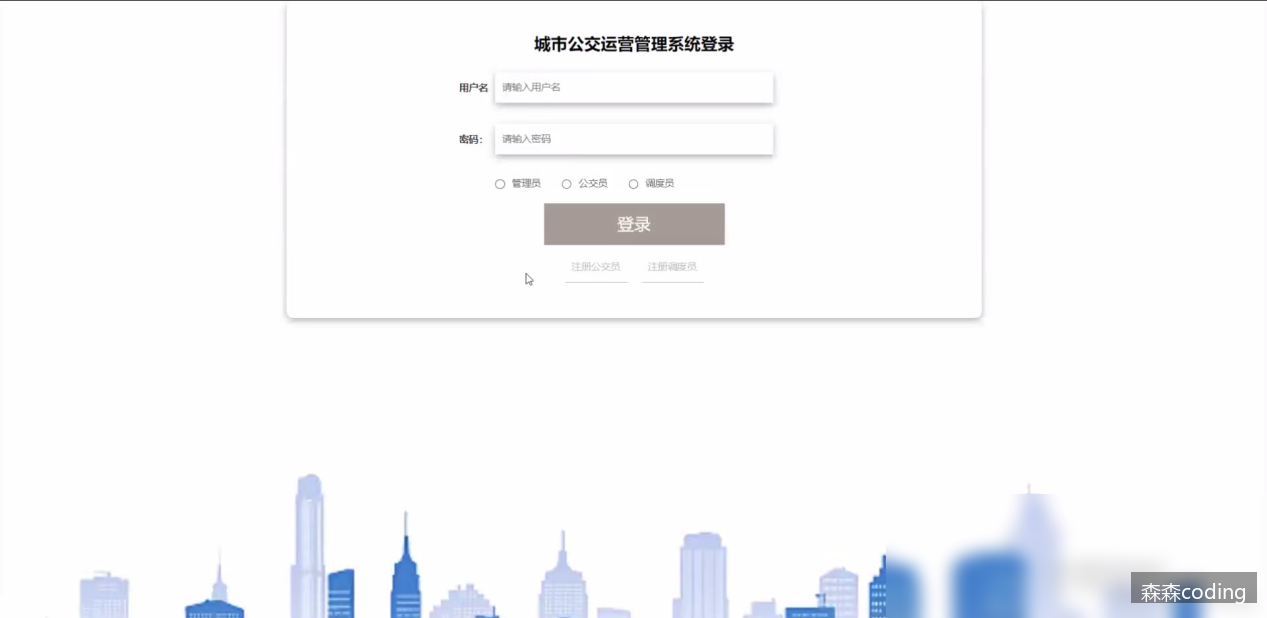 城市公交运营管理系统登录
用户名 请输入用户名
密码： 请输入密码
管理员 公交员 调度员
登录
注册公交员 注册调度员
森森coding